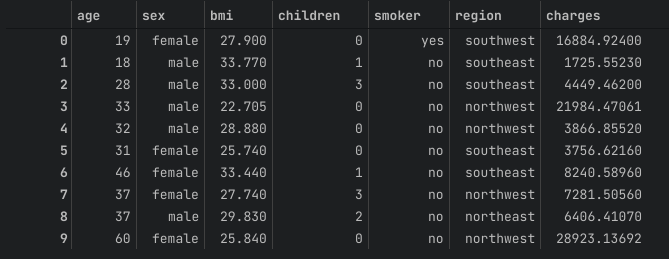 age sex bmi children smoker region charges
0 19 female 27.900 0 yes southwest 16884.92400
1 18 male 33.770 1 no southeast 1725.55230
2 28 male 33.000 3 no southeast 4449.46200
3 33 male 22.705 0 no northwest 21984.47061
4 32 male 28.880 0 no northwest 3866.85520
5 31 female 25.740 0 no southeast 3756.62160
6 46 female 33.440 1 no southeast 8240.58960
7 37 female 27.740 3 no northwest 7281.50560
8 37 male 29.830 2 no northeast 6406.41070
9 60 female 25.840 0 no northwest 28923.13692